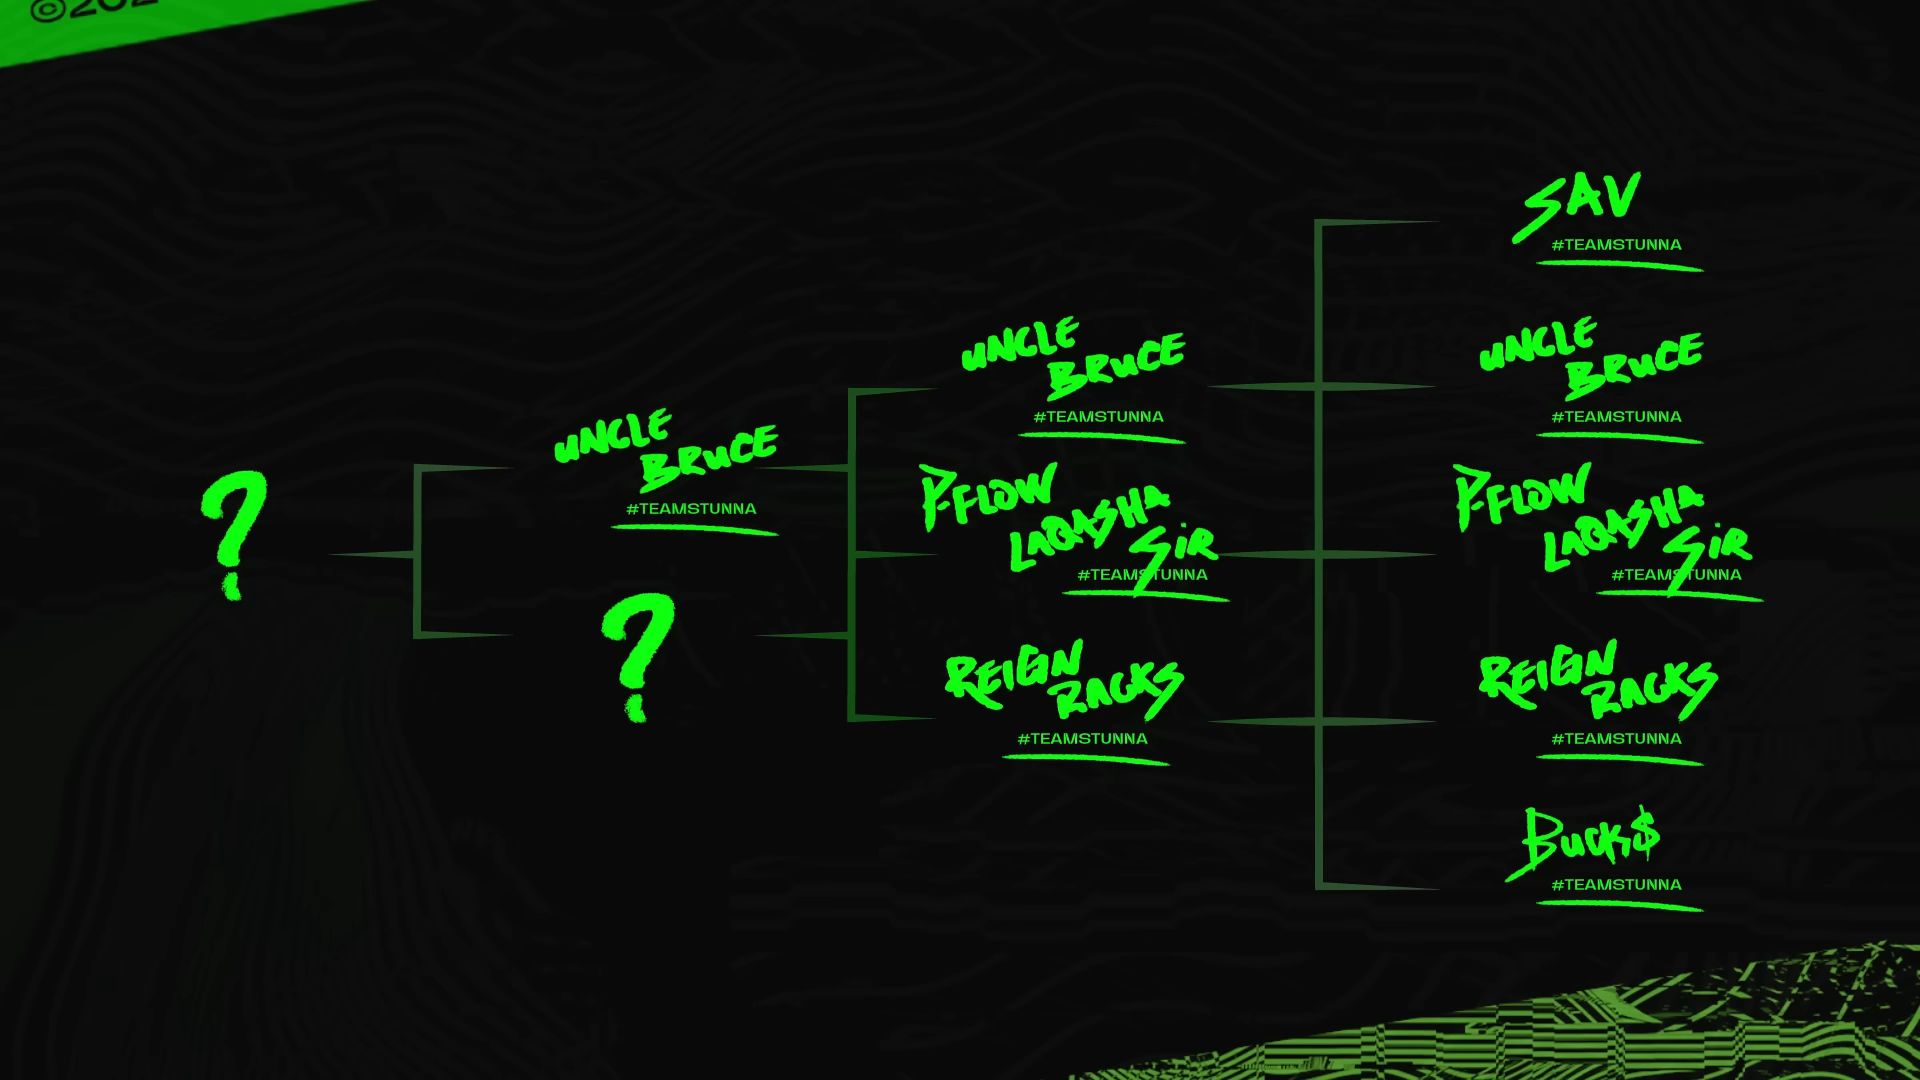 ©202
?
UNCLE
BRUCE
#TEAMSTUNNA
?
UNCLE
BRUCE
#TEAMSTUNNA
P-FLOW
LAQASHA
SiR
#TEAMSTUNNA
REIGN
RACKS
#TEAMSTUNNA
SAV
#TEAMSTUNNA
UNCLE
BRUCE
#TEAMSTUNNA
P-FLOW
LAQASHA
SiR
#TEAMSTUNNA
REIGN
RACKS
#TEAMSTUNNA
Buck$
#TEAMSTUNNA